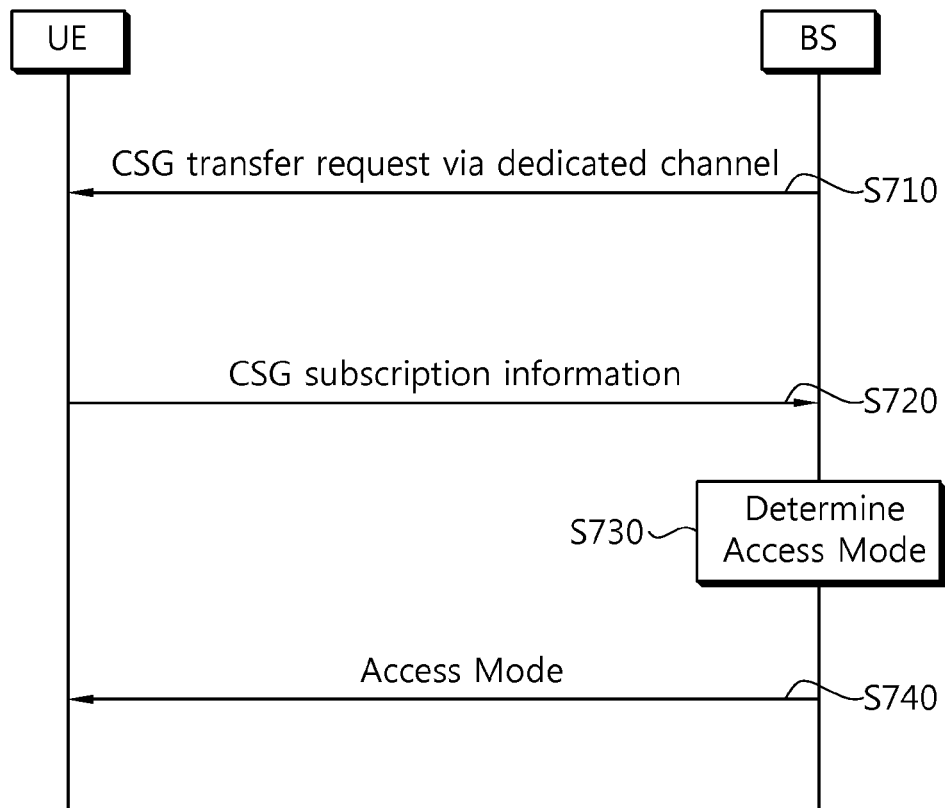 UE
BS
CSG transfer request via dedicated channel
S710
CSG subscription information
S720
Determine
Access Mode
S730
Access Mode
S740